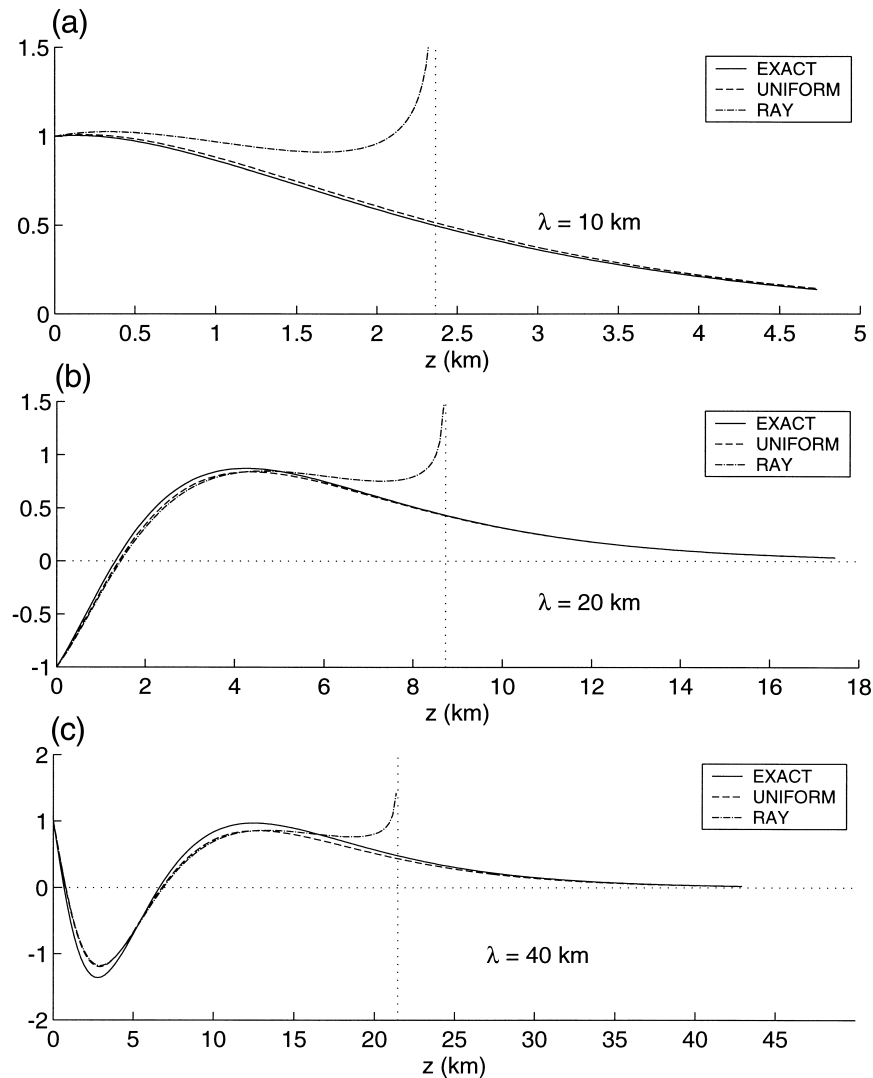 (a)
1.5
1
0.5
0
EXACT
UNIFORM
RAY
λ = 10 km
0 0.5 1 1.5 2 2.5 3 3.5 4 4.5 5
z (km)
(b)
1.5
1
0.5
0
-0.5
-1
EXACT
UNIFORM
RAY
λ = 20 km
0 2 4 6 8 10 12 14 16 18
z (km)
(c)
2
1
0
-1
-2
EXACT
UNIFORM
RAY
λ = 40 km
0 5 10 15 20 25 30 35 40 45
z (km)